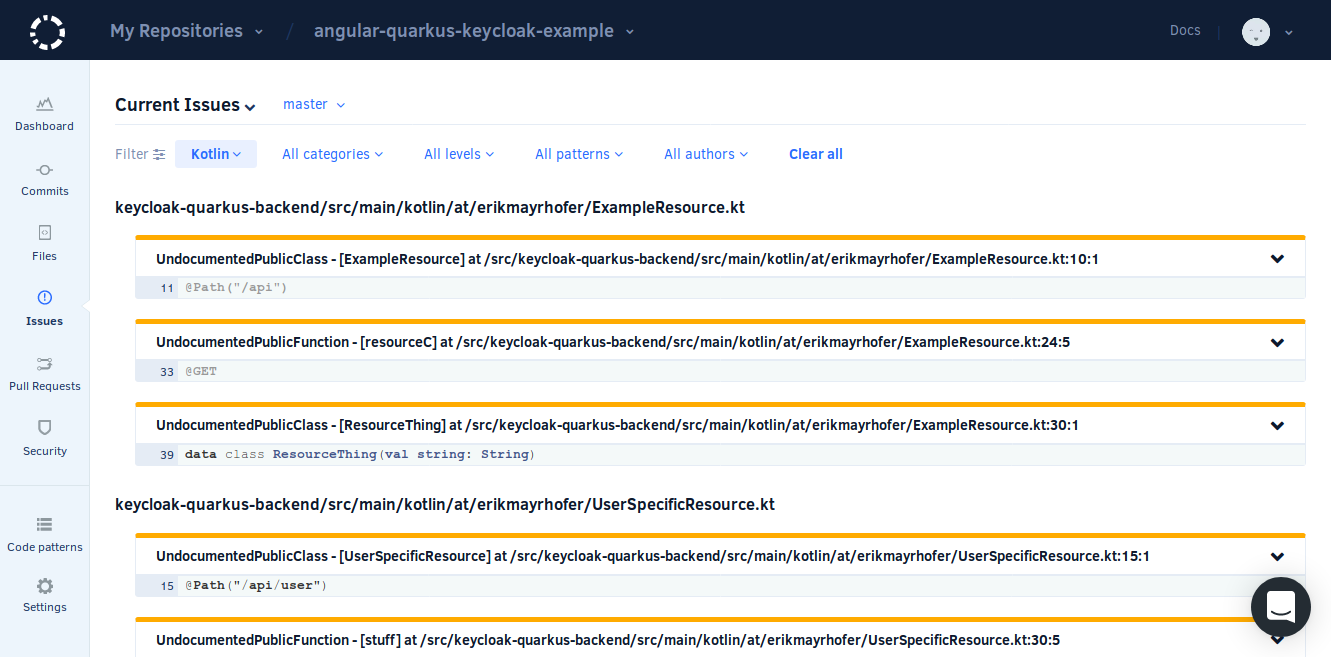 My Repositories / angular-quarkus-keycloak-example Docs
Dashboard
Commits
Files
Issues
Pull Requests
Security
Code patterns
Settings
Current Issues master
Filter Kotlin All categories All levels All patterns All authors Clear all
keycloak-quarkus-backend/src/main/kotlin/at/erikmayrhofer/ExampleResource.kt
UndocumentedPublicClass - [ExampleResource] at /src/keycloak-quarkus-backend/src/main/kotlin/at/erikmayrhofer/ExampleResource.kt:10:1
11 @Path("/api")
UndocumentedPublicFunction - [resourceC] at /src/keycloak-quarkus-backend/src/main/kotlin/at/erikmayrhofer/ExampleResource.kt:24:5
33 @GET
UndocumentedPublicClass - [ResourceThing] at /src/keycloak-quarkus-backend/src/main/kotlin/at/erikmayrhofer/ExampleResource.kt:30:1
39 data class ResourceThing(val string: String)
keycloak-quarkus-backend/src/main/kotlin/at/erikmayrhofer/UserSpecificResource.kt
UndocumentedPublicClass - [UserSpecificResource] at /src/keycloak-quarkus-backend/src/main/kotlin/at/erikmayrhofer/UserSpecificResource.kt:15:1
15 @Path("/api/user")
UndocumentedPublicFunction - [stuff] at /src/keycloak-quarkus-backend/src/main/kotlin/at/erikmayrhofer/UserSpecificResource.kt:30:5